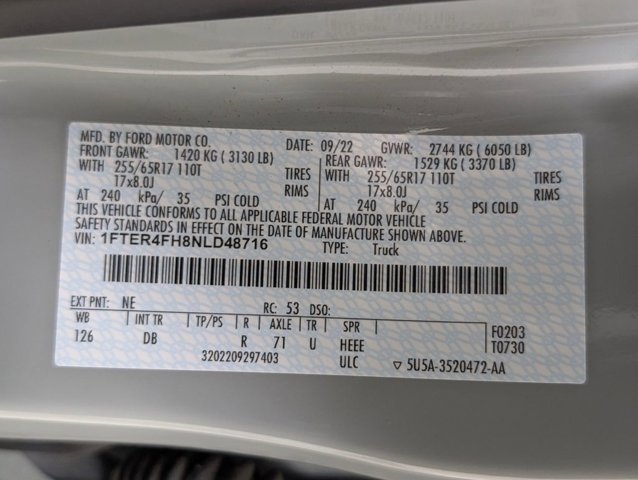 MFD. BY FORD MOTOR CO. DATE: 09/22 GVWR: 2744 KG ( 6050 LB)
FRONT GAWR: 1420 KG ( 3130 LB) REAR GAWR: 1529 KG ( 3370 LB)
WITH 255/65R17 110T TIRES WITH 255/65R17 110T TIRES
17x8.0J RIMS 17x8.0J RIMS
AT 240 kPa/ 35 PSI COLD AT 240 kPa/ 35 PSI COLD
THIS VEHICLE CONFORMS TO ALL APPLICABLE FEDERAL MOTOR VEHICLE
SAFETY STANDARDS IN EFFECT ON THE DATE OF MANUFACTURE SHOWN ABOVE.
VIN: 1FTER4FH8NLD48716 TYPE: Truck
EXT PNT: NE RC: 53 DSO:
WB INT TR TP/PS R AXLE TR SPR F0203
126 DB R 71 U HEEE T0730
3202209297403 ULC ▽ 5U5A-3520472-AA